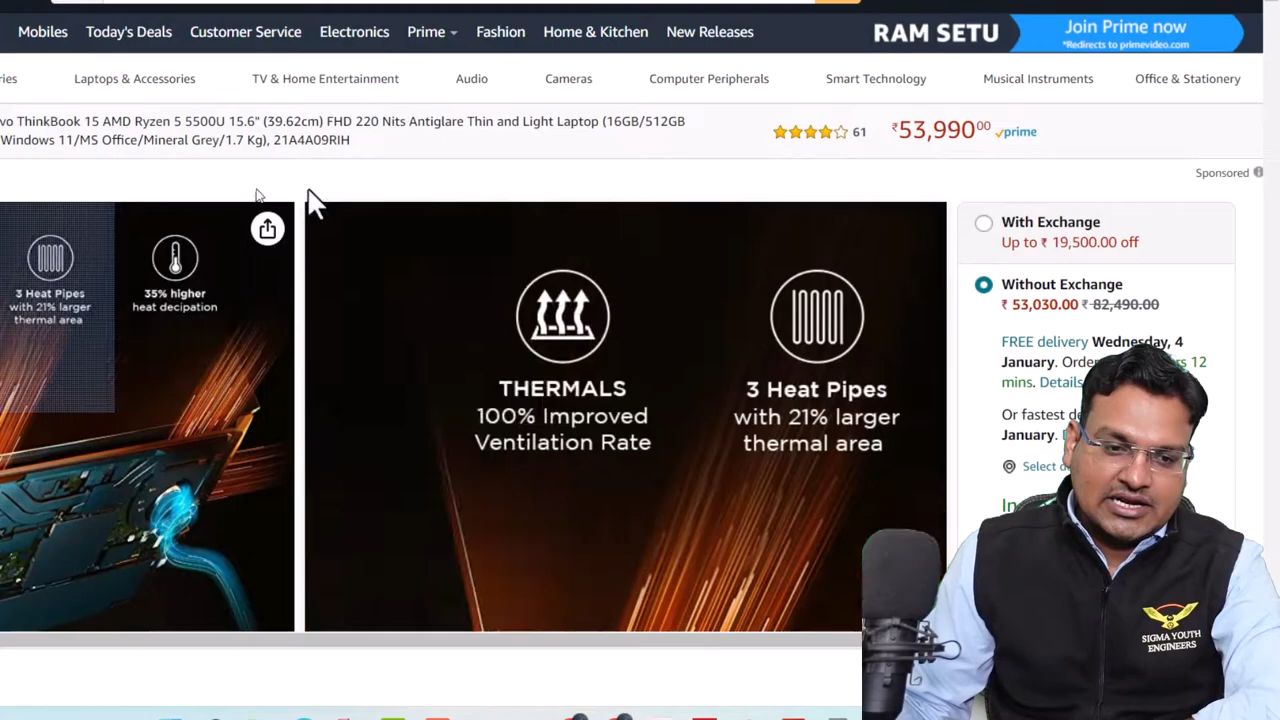 Mobiles Today's Deals Customer Service Electronics Prime Fashion Home & Kitchen New Releases
RAM SETU
Join Prime now
*Redirects to primevideo.com
Laptops & Accessories TV & Home Entertainment Audio Cameras Computer Peripherals Smart Technology Musical Instruments Office & Stationery
ThinkBook 15 AMD Ryzen 5 5500U 15.6" (39.62cm) FHD 220 Nits Antiglare Thin and Light Laptop (16GB/512GB
Windows 11/MS Office/Mineral Grey/1.7 Kg), 21A4A09RIH
61
₹53,99000
prime
Sponsored
3 Heat Pipes
with 21% larger
thermal area
35% higher
heat decipation
THERMALS
100% Improved
Ventilation Rate
3 Heat Pipes
with 21% larger
thermal area
With Exchange
Up to ₹ 19,500.00 off
Without Exchange
₹ 53,030.00 ₹ 82,490.00
FREE delivery Wednesday, 4
January. 12
mins. Details
Or fastest
January.
Select
SIGMA YOUTH
ENGINEERS